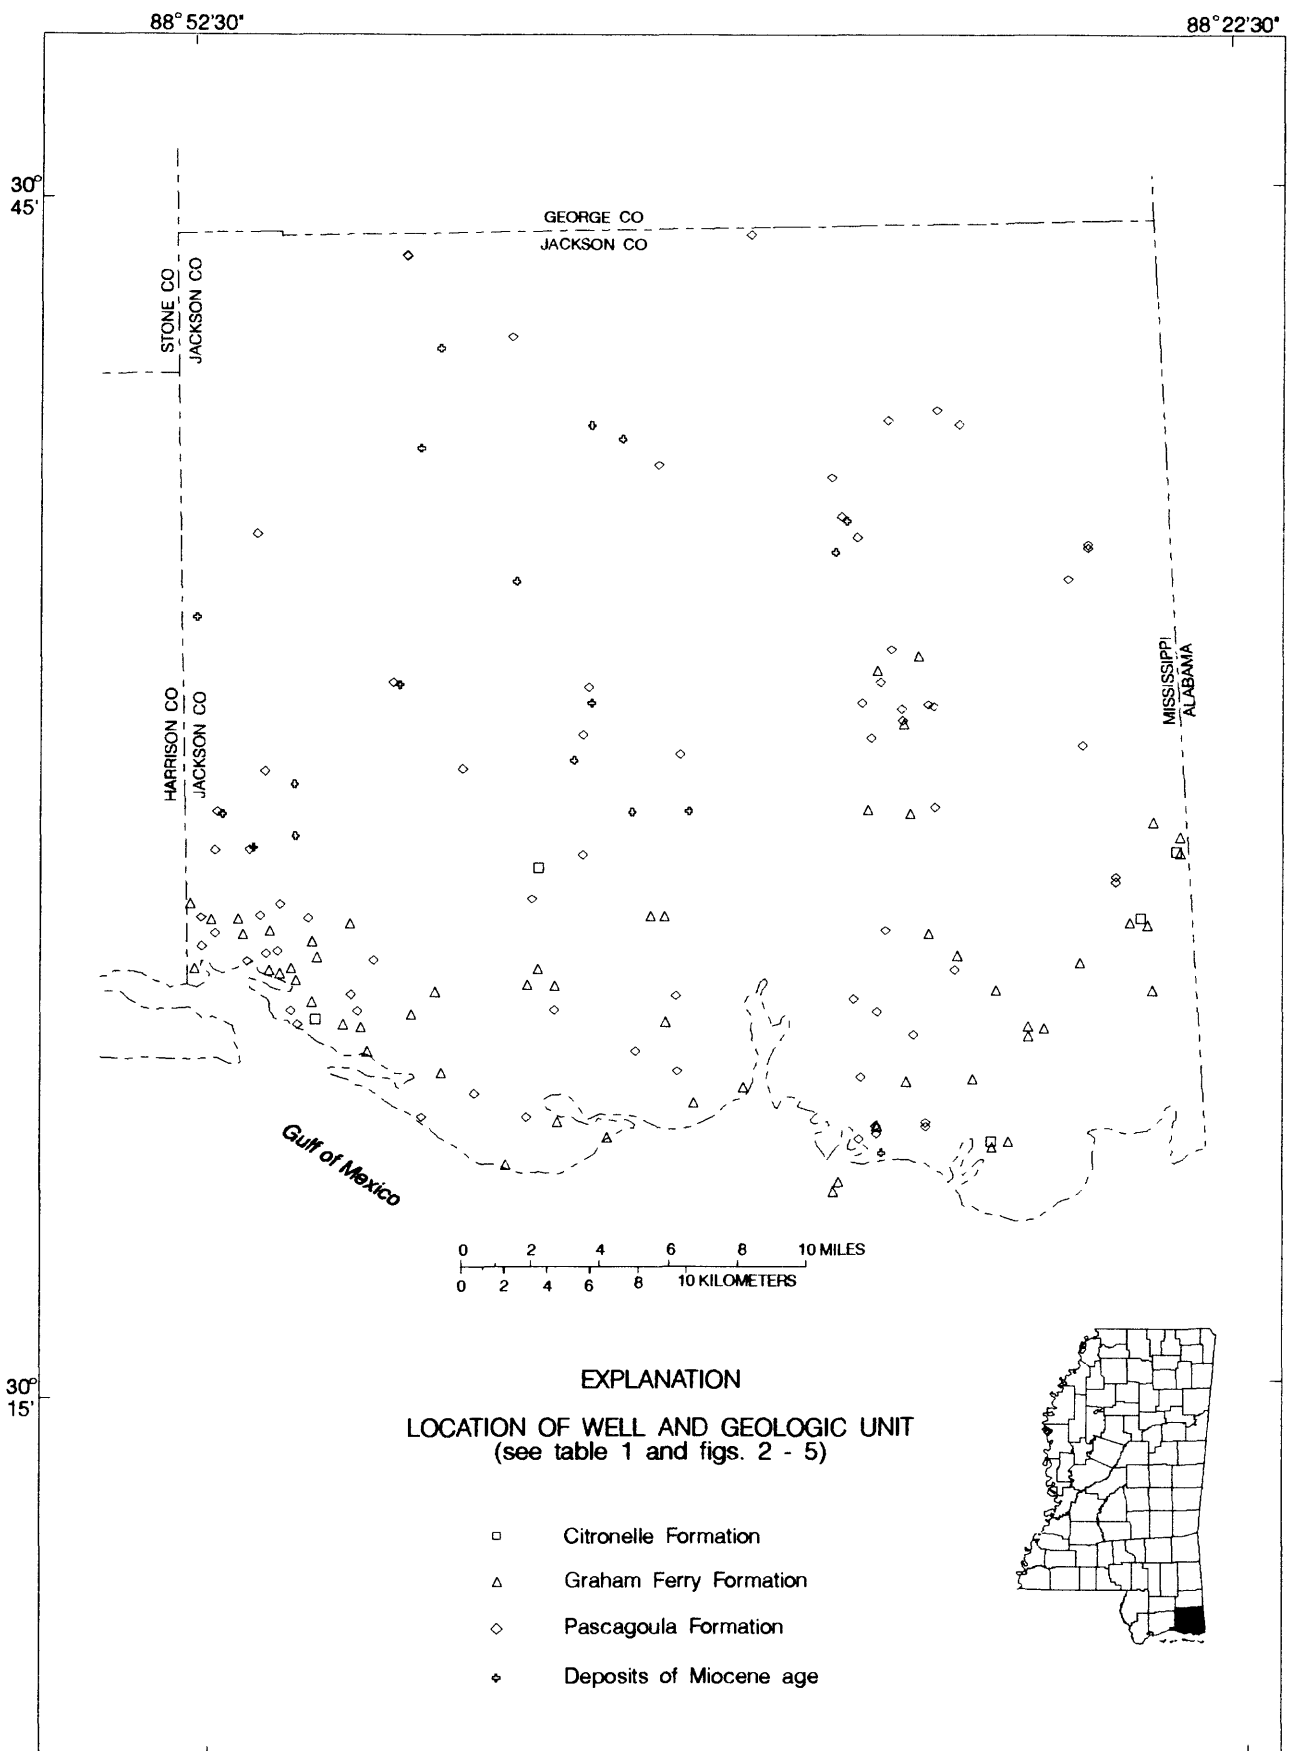 88°52'30"
88°22'30"
30°
45'
GEORGE CO
JACKSON CO
STONE CO
JACKSON CO
HARRISON CO
JACKSON CO
MISSISSIPPI
ALABAMA
Gulf of Mexico
0 2 4 6 8 10 MILES
0 2 4 6 8 10 KILOMETERS
30°
15'
EXPLANATION
LOCATION OF WELL AND GEOLOGIC UNIT
(see table 1 and figs. 2 - 5)
Citronelle Formation
Graham Ferry Formation
Pascagoula Formation
Deposits of Miocene age